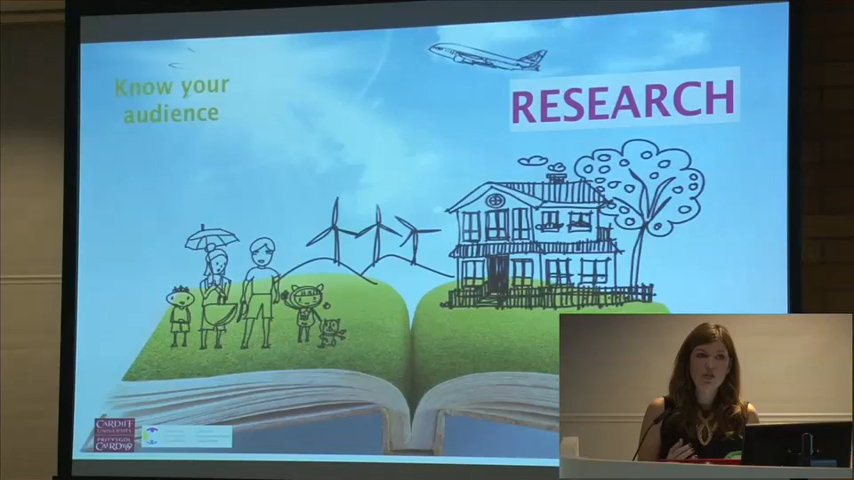 Know your
audience
RESEARCH
CARDIFF
UNIVERSITY
PRIFYSGOL
CAERDYDD